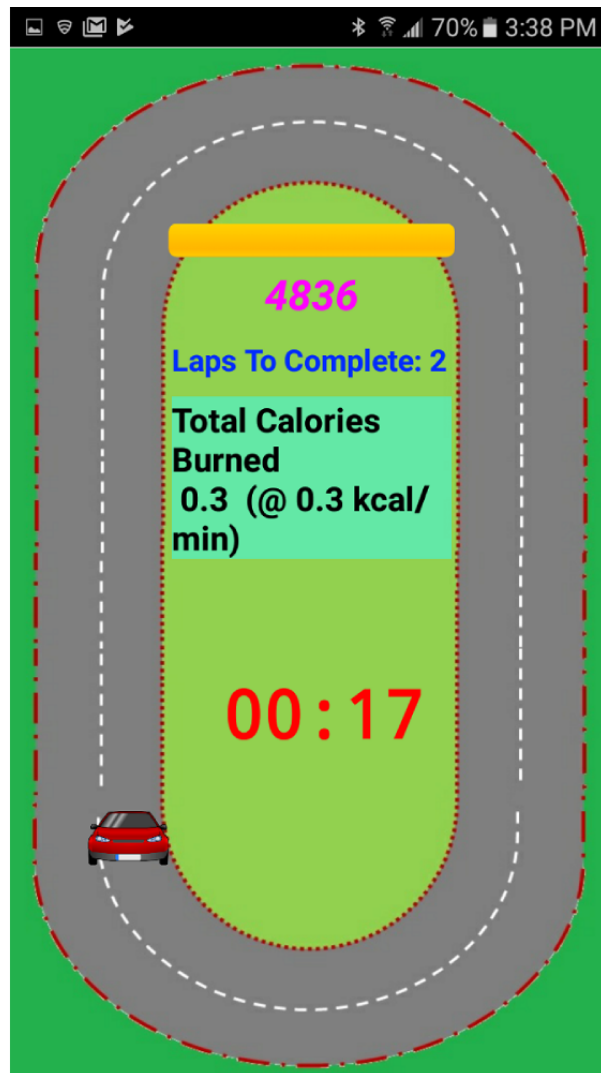 70% 3:38 PM
4836
Laps To Complete: 2
Total Calories
Burned
0.3 (@ 0.3 kcal/
min)
00:17